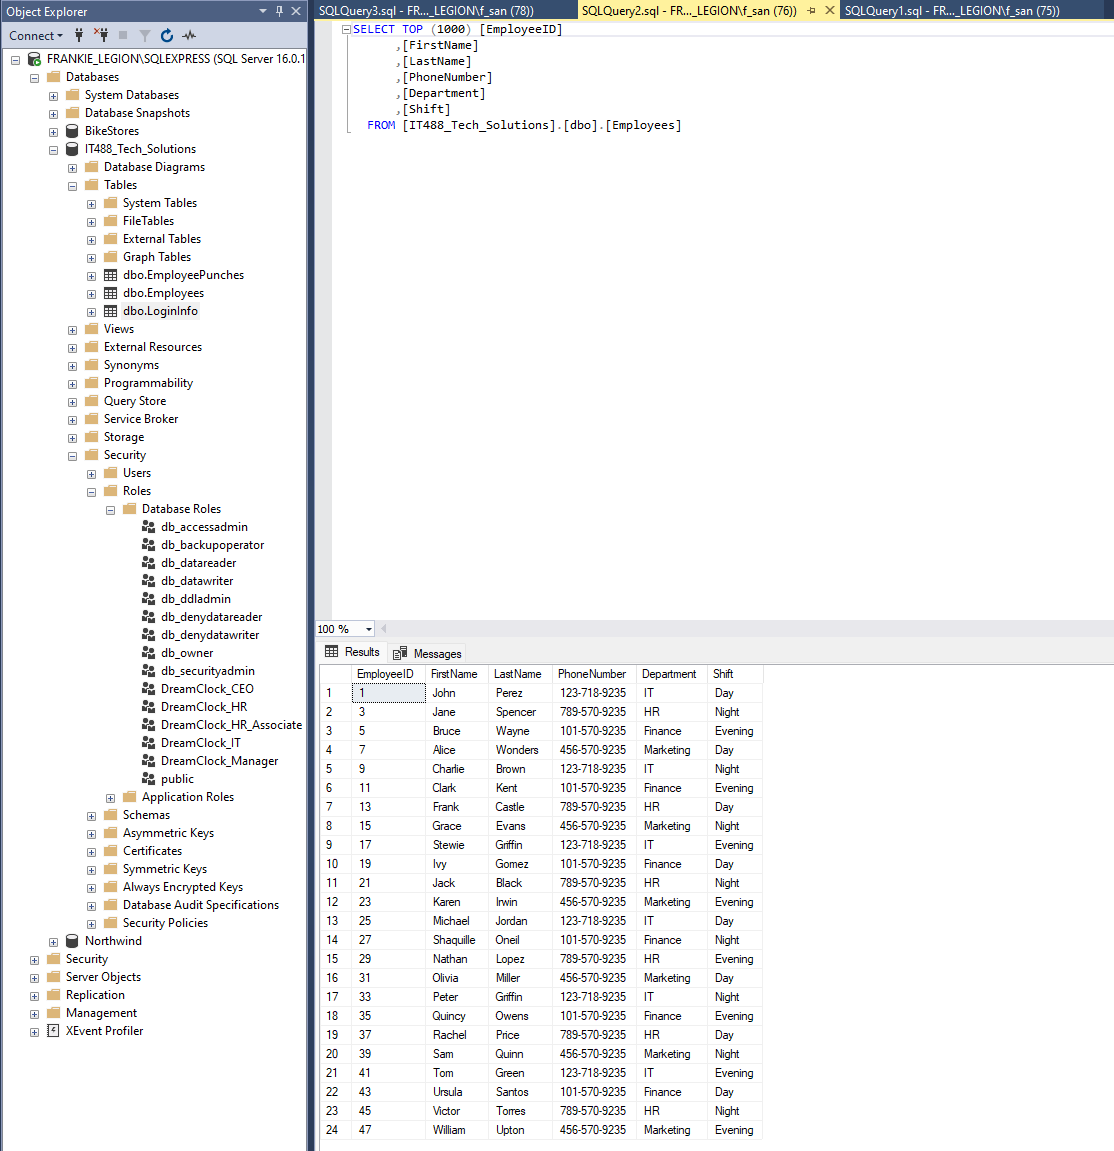 Object Explorer
Connect
FRANKIE_LEGION\SQLEXPRESS (SQL Server 16.0.1
Databases
System Databases
Database Snapshots
BikeStores
IT488_Tech_Solutions
Database Diagrams
Tables
System Tables
FileTables
External Tables
Graph Tables
dbo.EmployeePunches
dbo.Employees
dbo.LoginInfo
Views
External Resources
Synonyms
Programmability
Query Store
Service Broker
Storage
Security
Users
Roles
Database Roles
db_accessadmin
db_backupoperator
db_datareader
db_datawriter
db_ddladmin
db_denydatareader
db_denydatawriter
db_owner
db_securityadmin
DreamClock_CEO
DreamClock_HR
DreamClock_HR_Associate
DreamClock_IT
DreamClock_Manager
public
Application Roles
Schemas
Asymmetric Keys
Certificates
Symmetric Keys
Always Encrypted Keys
Database Audit Specifications
Security Policies
Northwind
Security
Server Objects
Replication
Management
XEvent Profiler
SQLQuery3.sql - FR..._LEGION\f_san (78)) SQLQuery2.sql - FR..._LEGION\f_san (76)) SQLQuery1.sql - FR..._LEGION\f_san (75))
SELECT TOP (1000) [EmployeeID]
,[FirstName]
,[LastName]
,[PhoneNumber]
,[Department]
,[Shift]
FROM [IT488_Tech_Solutions].[dbo].[Employees]
100 %
Results Messages
EmployeeID FirstName LastName PhoneNumber Department Shift
1 1 John Perez 123-718-9235 IT Day
2 3 Jane Spencer 789-570-9235 HR Night
3 5 Bruce Wayne 101-570-9235 Finance Evening
4 7 Alice Wonders 456-570-9235 Marketing Day
5 9 Charlie Brown 123-718-9235 IT Night
6 11 Clark Kent 101-570-9235 Finance Evening
7 13 Frank Castle 789-570-9235 HR Day
8 15 Grace Evans 456-570-9235 Marketing Night
9 17 Stewie Griffin 123-718-9235 IT Evening
10 19 Ivy Gomez 101-570-9235 Finance Day
11 21 Jack Black 789-570-9235 HR Night
12 23 Karen Irwin 456-570-9235 Marketing Evening
13 25 Michael Jordan 123-718-9235 IT Day
14 27 Shaquille Oneil 101-570-9235 Finance Night
15 29 Nathan Lopez 789-570-9235 HR Evening
16 31 Olivia Miller 456-570-9235 Marketing Day
17 33 Peter Griffin 123-718-9235 IT Night
18 35 Quincy Owens 101-570-9235 Finance Evening
19 37 Rachel Price 789-570-9235 HR Day
20 39 Sam Quinn 456-570-9235 Marketing Night
21 41 Tom Green 123-718-9235 IT Evening
22 43 Ursula Santos 101-570-9235 Finance Day
23 45 Victor Torres 789-570-9235 HR Night
24 47 William Upton 456-570-9235 Marketing Evening